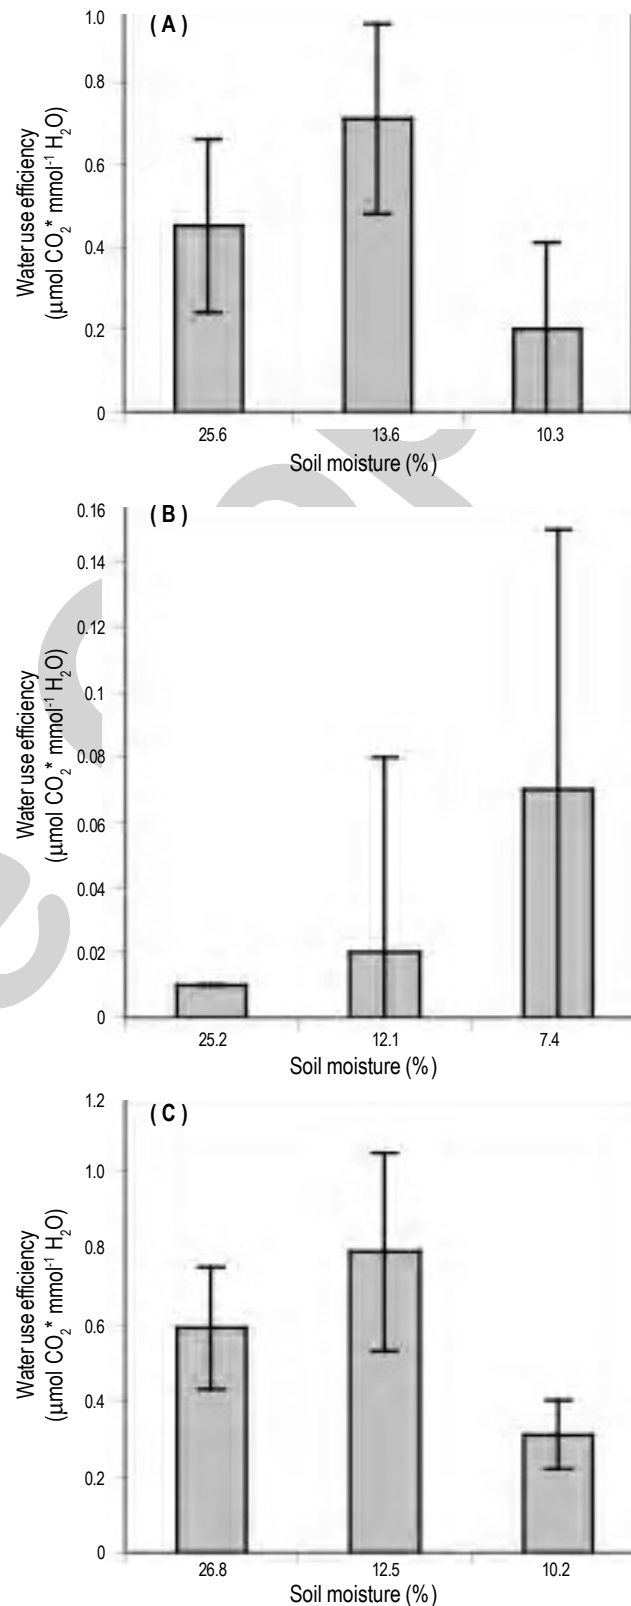 ( A )
1.0
0.8
0.6
0.4
0.2
0
Water use efficiency
(µmol CO₂* mmol⁻¹ H₂O)
25.6 13.6 10.3
Soil moisture (%)
( B )
0.16
0.14
0.12
0.1
0.08
0.06
0.04
0.02
0
Water use efficiency
(µmol CO₂* mmol⁻¹ H₂O)
25.2 12.1 7.4
Soil moisture (%)
( C )
1.2
1.0
0.8
0.6
0.4
0.2
0
Water use efficiency
(µmol CO₂* mmol⁻¹ H₂O)
26.8 12.5 10.2
Soil moisture (%)